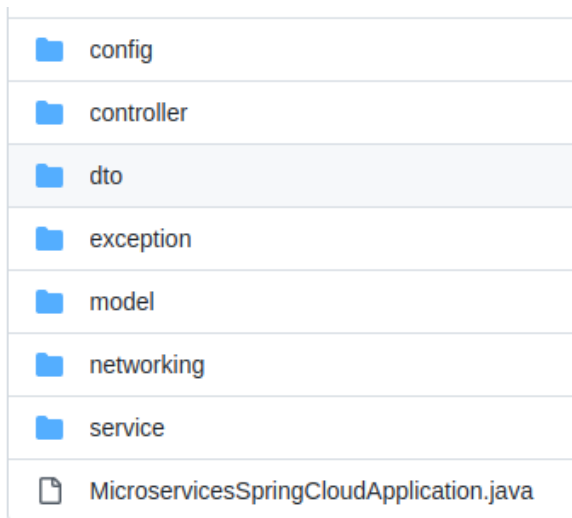 config
controller
dto
exception
model
networking
service
MicroservicesSpringCloudApplication.java